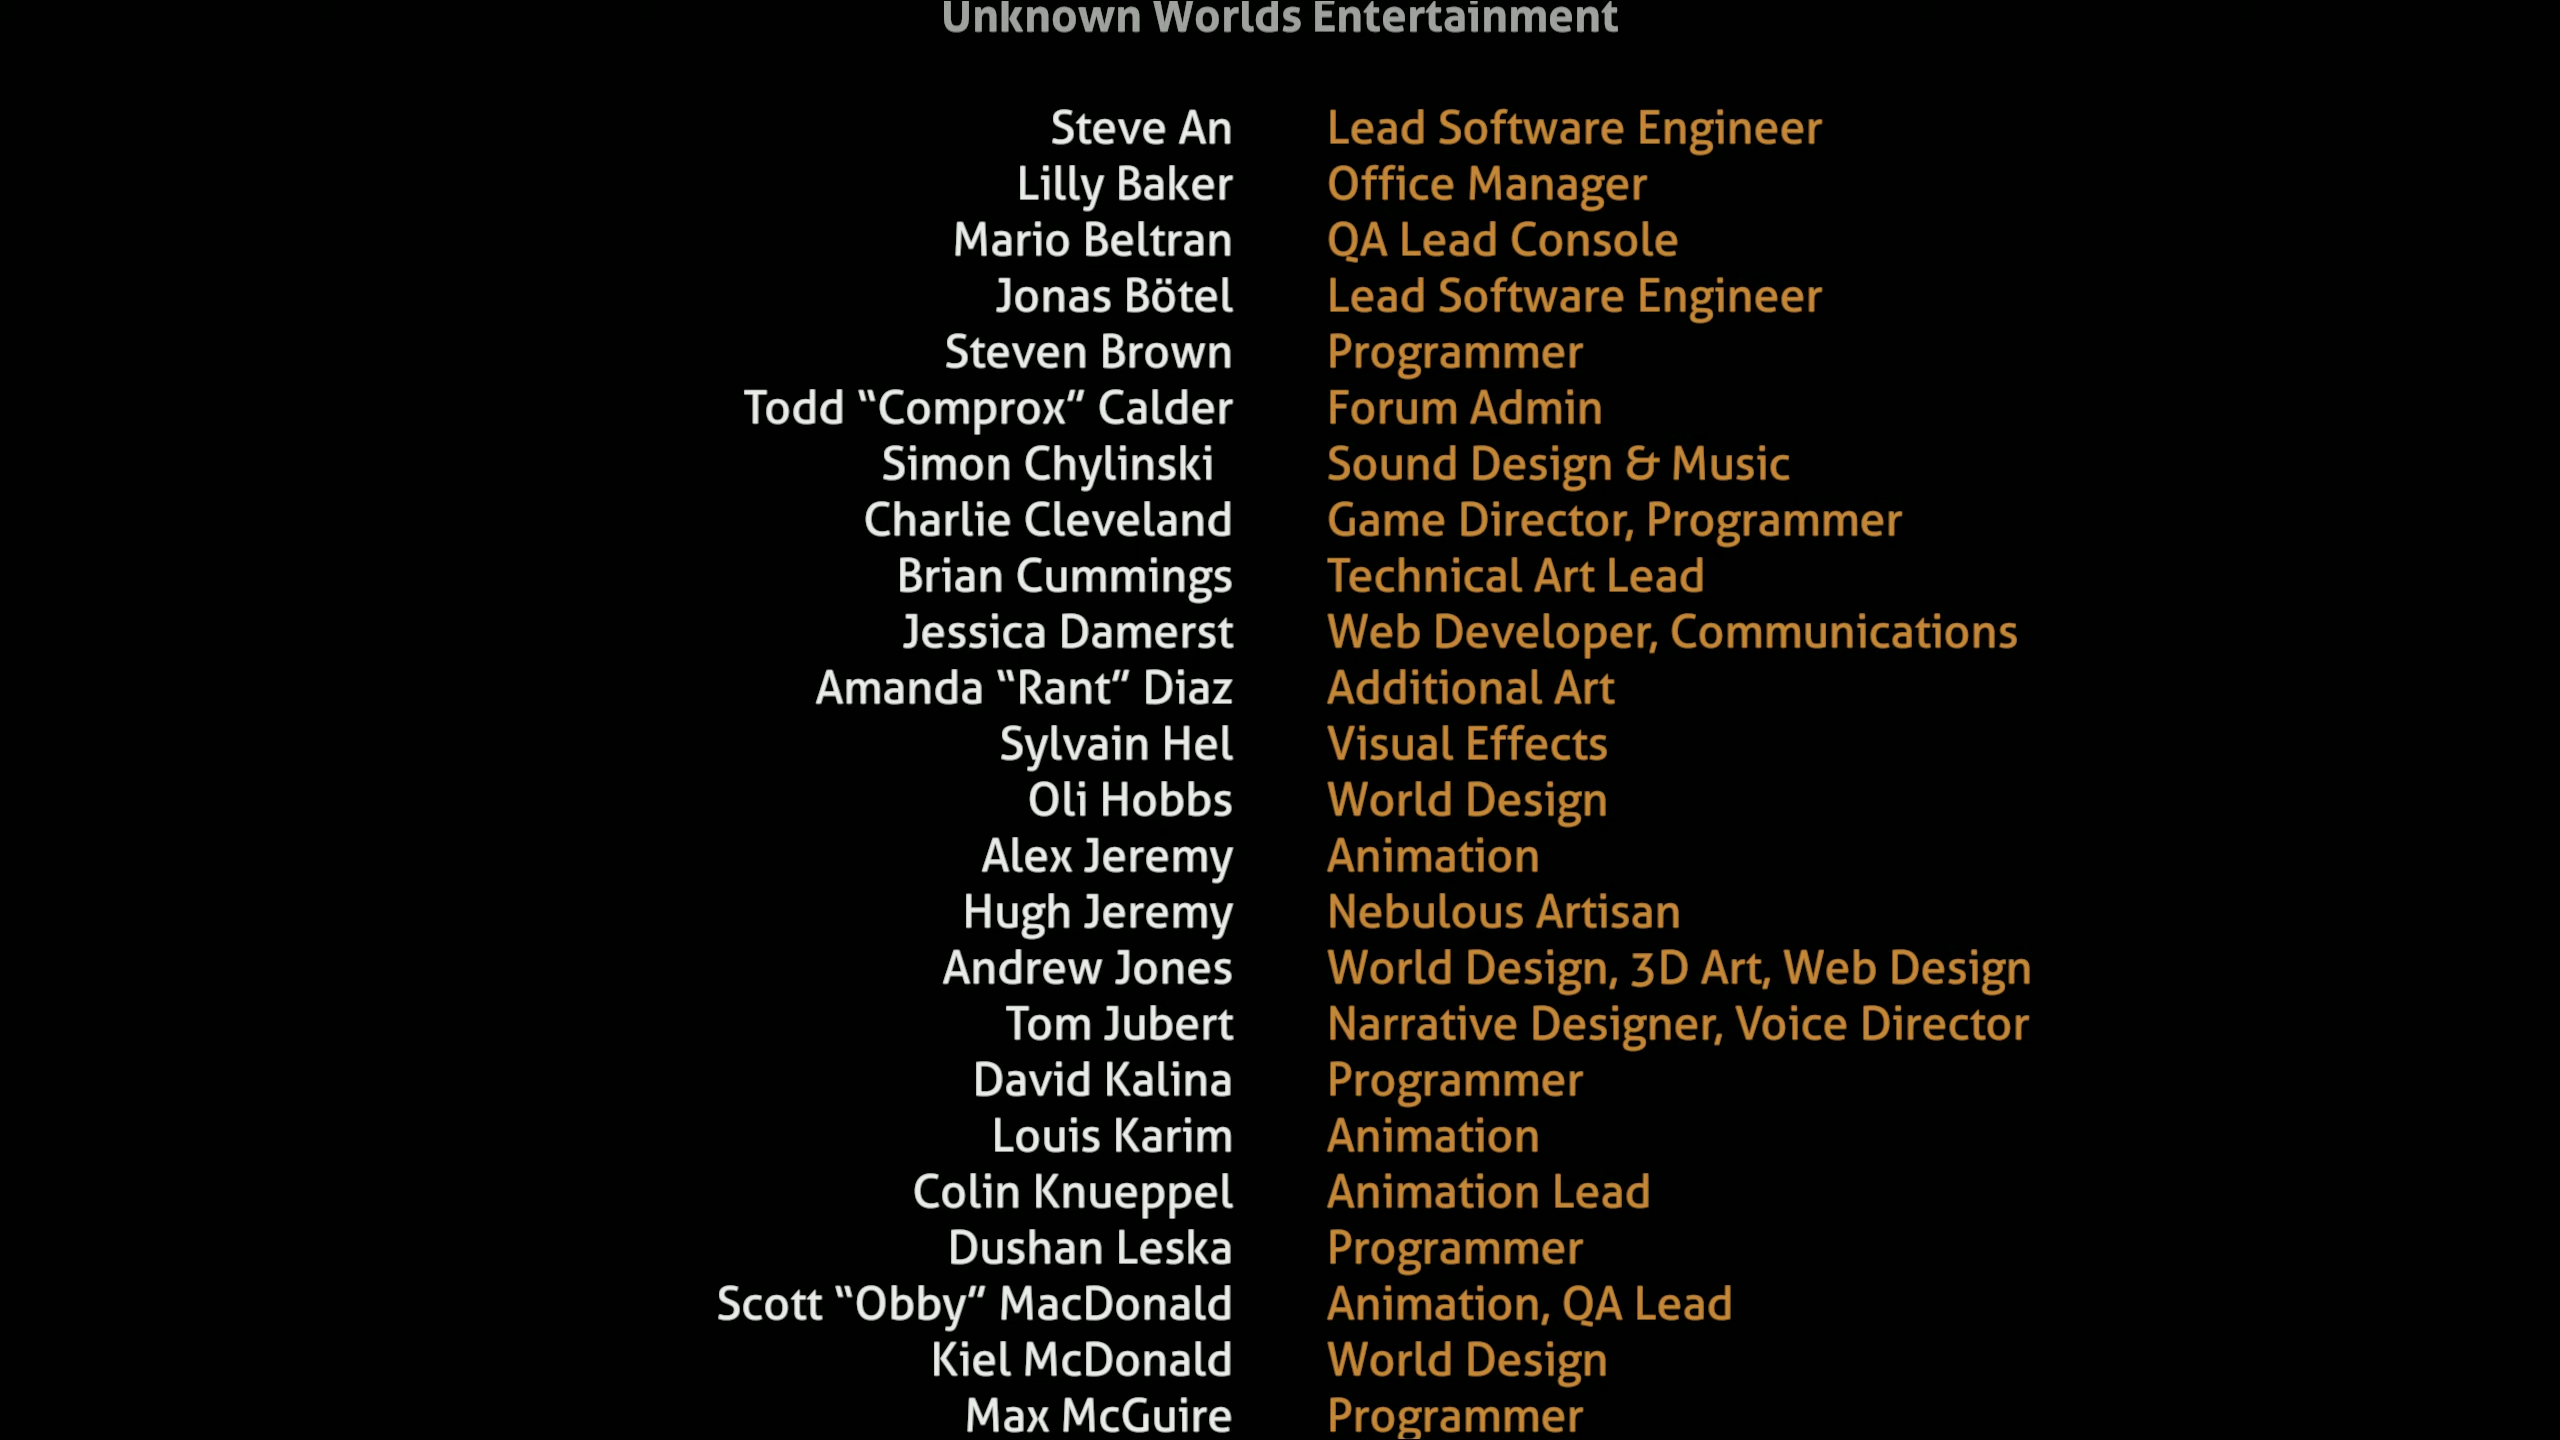 Unknown Worlds Entertainment
Steve An Lead Software Engineer
Lilly Baker Office Manager
Mario Beltran QA Lead Console
Jonas Bötel Lead Software Engineer
Steven Brown Programmer
Todd “Comprox” Calder Forum Admin
Simon Chylinski Sound Design & Music
Charlie Cleveland Game Director, Programmer
Brian Cummings Technical Art Lead
Jessica Damerst Web Developer, Communications
Amanda “Rant” Diaz Additional Art
Sylvain Hel Visual Effects
Oli Hobbs World Design
Alex Jeremy Animation
Hugh Jeremy Nebulous Artisan
Andrew Jones World Design, 3D Art, Web Design
Tom Jubert Narrative Designer, Voice Director
David Kalina Programmer
Louis Karim Animation
Colin Knueppel Animation Lead
Dushan Leska Programmer
Scott “Obby” MacDonald Animation, QA Lead
Kiel McDonald World Design
Max McGuire Programmer